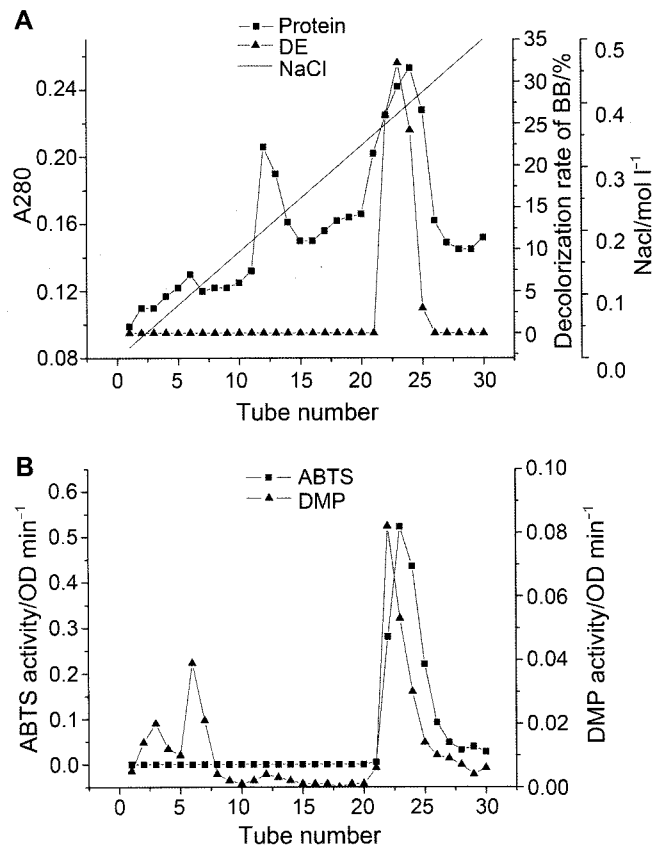 A
Protein
DE
NaCl
0.24
0.20
0.16
0.12
0.08
A280
0 5 10 15 20 25 30
Tube number
35
30
25
20
15
10
5
0
Decolorization rate of BB/%
0.5
0.4
0.3
0.2
0.1
0.0
Nacl/mol l⁻¹
B
ABTS
DMP
0.6
0.5
0.4
0.3
0.2
0.1
0.0
ABTS activity/OD min⁻¹
0 5 10 15 20 25 30
Tube number
0.10
0.08
0.06
0.04
0.02
0.00
DMP activity/OD min⁻¹